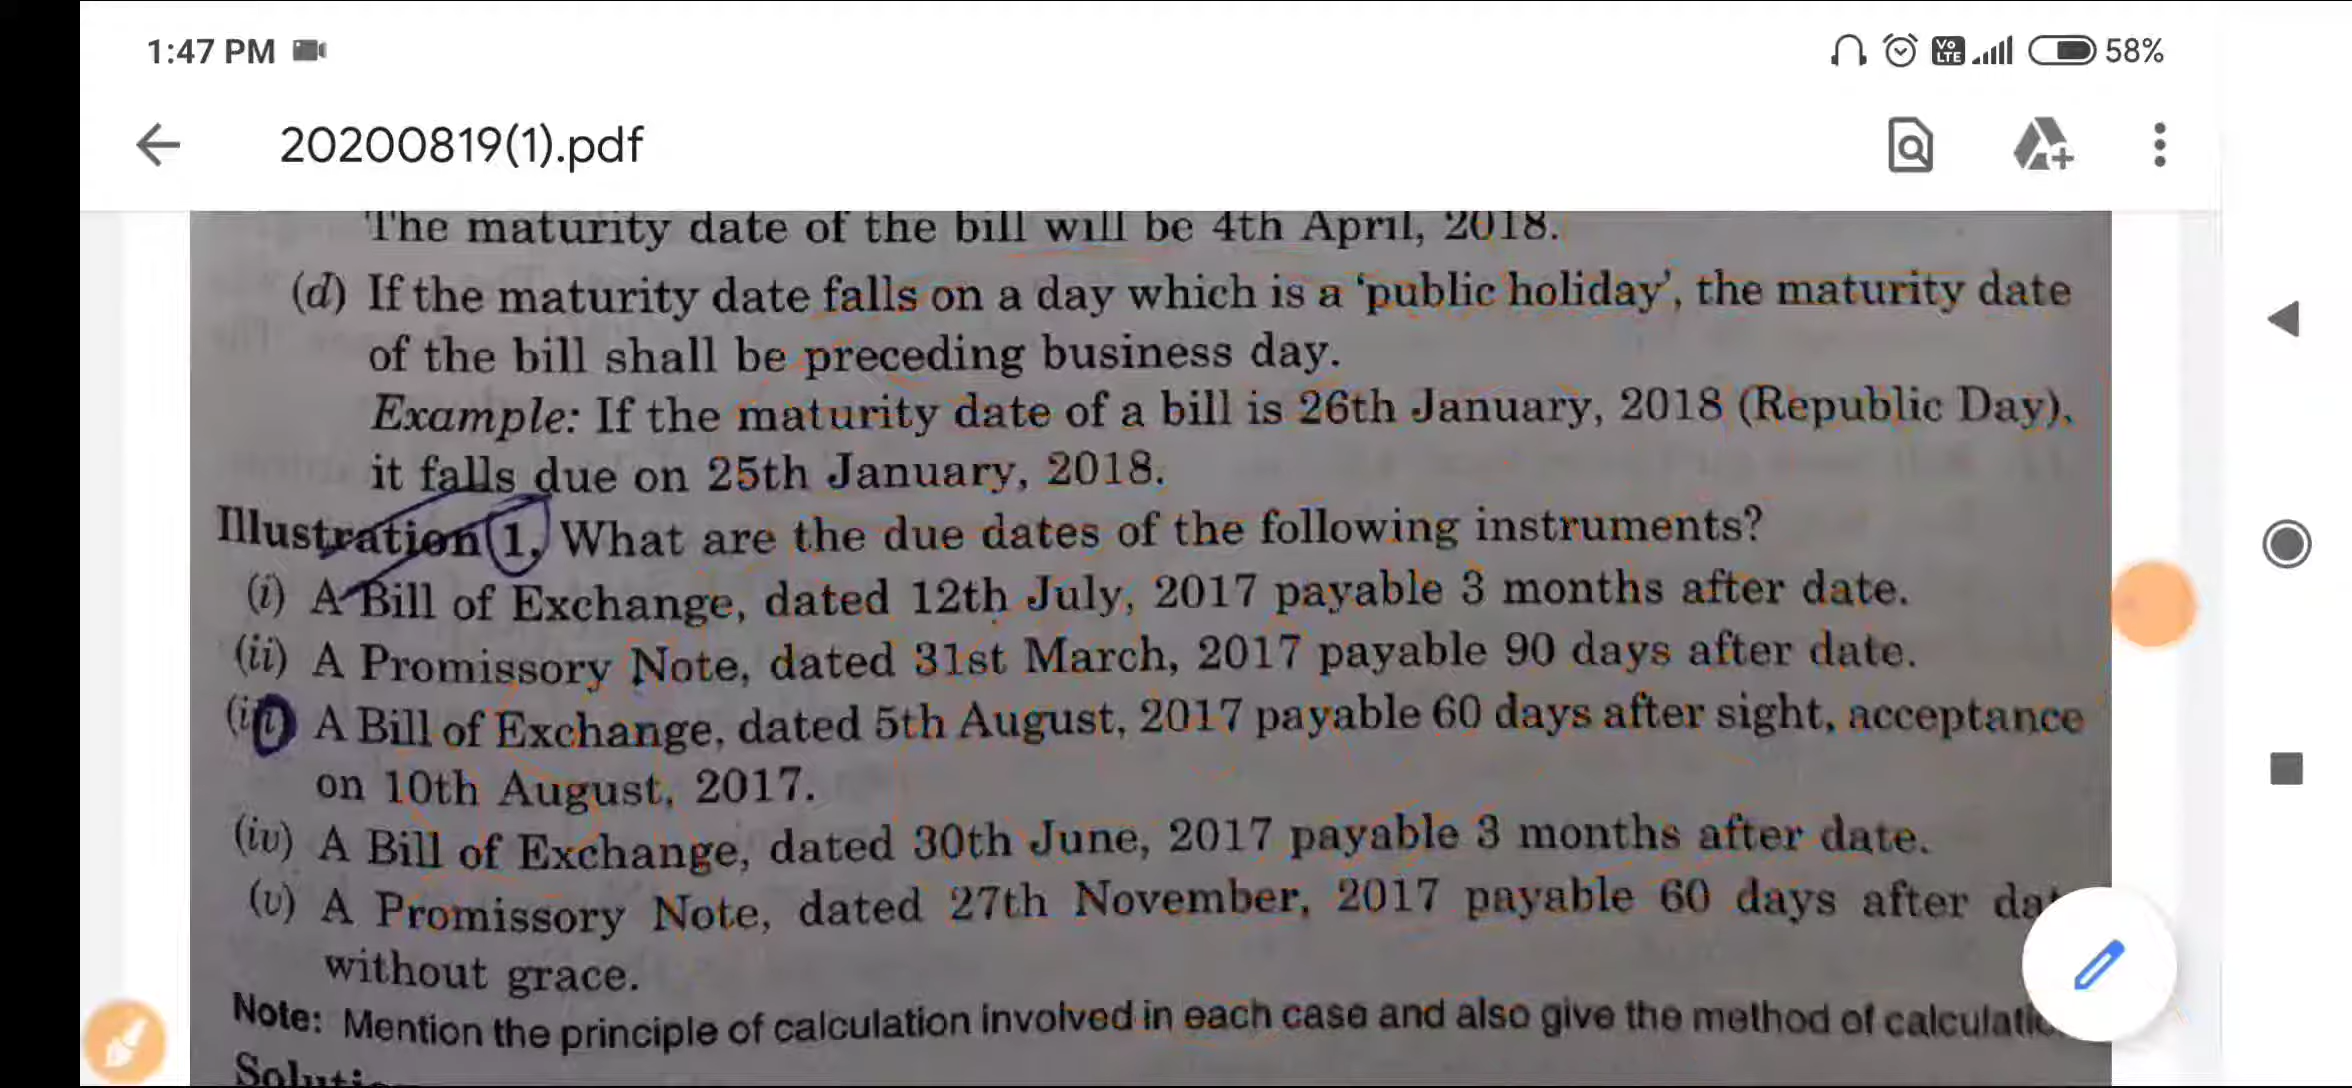 1:47 PM
Vo LTE 58%
20200819(1).pdf
The maturity date of the bill will be 4th April, 2018.
(d) If the maturity date falls on a day which is a ‘public holiday’, the maturity date
of the bill shall be preceding business day.
Example: If the maturity date of a bill is 26th January, 2018 (Republic Day),
it falls due on 25th January, 2018.
Illustration 1. What are the due dates of the following instruments?
(i) A Bill of Exchange, dated 12th July, 2017 payable 3 months after date.
(ii) A Promissory Note, dated 31st March, 2017 payable 90 days after date.
(iii) A Bill of Exchange, dated 5th August, 2017 payable 60 days after sight, acceptance
on 10th August, 2017.
(iv) A Bill of Exchange, dated 30th June, 2017 payable 3 months after date.
(v) A Promissory Note, dated 27th November, 2017 payable 60 days after dat
without grace.
Note: Mention the principle of calculation involved in each case and also give the method of calculati